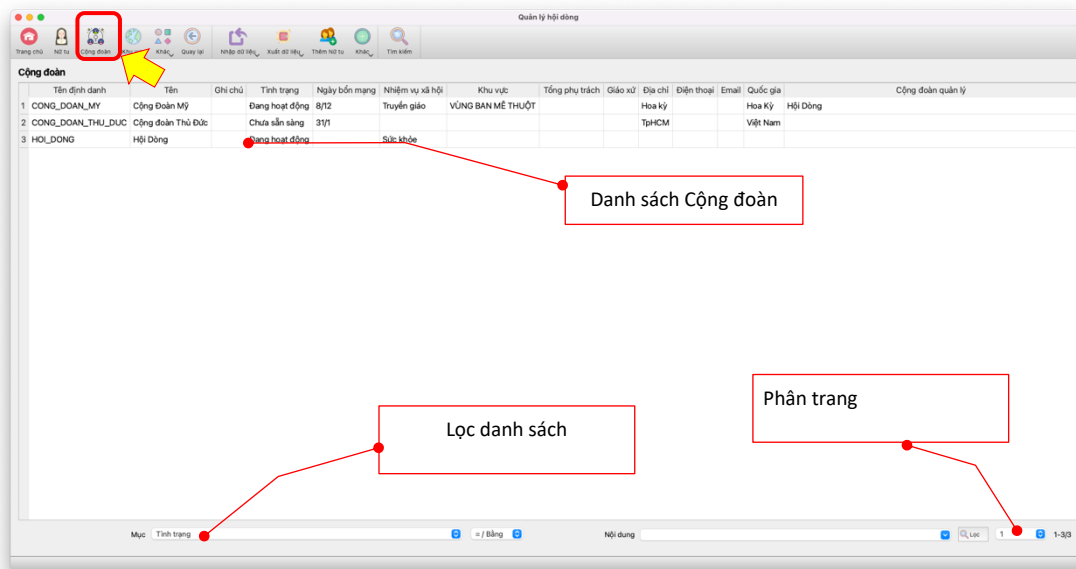 Quản lý hội dòng
Trang chủ Nữ tu Cộng đoàn Khu Khác Quay lại Nhập dữ liệu Xuất dữ liệu Thêm Nữ tu Khác Tìm kiếm
Cộng đoàn
Tên định danh Tên Ghi chú Tình trạng Ngày bổn mạng Nhiệm vụ xã hội Khu vực Tổng phụ trách Giáo xứ Địa chỉ Điện thoại Email Quốc gia Cộng đoàn quản lý
1 CONG_DOAN_MY Cộng Đoàn Mỹ Đang hoạt động 8/12 Truyền giáo VÙNG BAN MÊ THUỘT Hoa kỳ Hoa Kỳ Hội Dòng
2 CONG_DOAN_THU_DUC Cộng đoàn Thủ Đức Chưa sẵn sàng 31/1 TpHCM Việt Nam
3 HOI_DONG Hội Dòng Đang hoạt động Sức khỏe
Danh sách Cộng đoàn
Phân trang
Lọc danh sách
Mục Tình trạng = / Bằng Nội dung Lọc 1 1-3/3